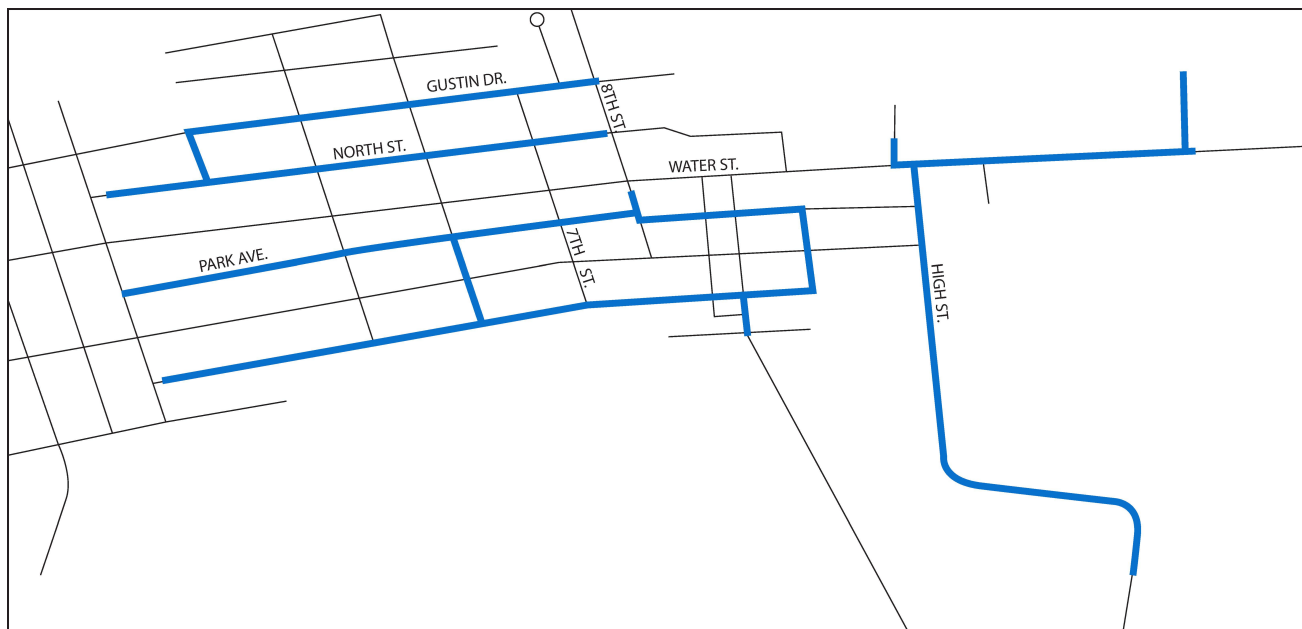 GUSTIN DR.
8TH ST.
NORTH ST.
WATER ST.
PARK AVE.
7TH ST.
HIGH ST.